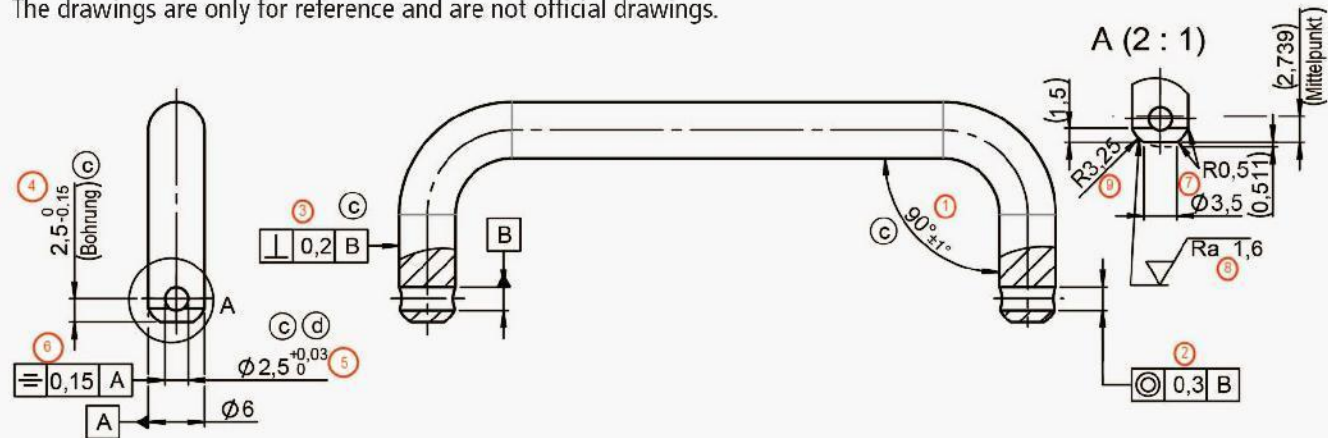 The drawings are only for reference and are not official drawings.
A (2 : 1)
(2,739)
(Mittelpunkt)
(1,5)
R3,25
9
7
R0,5
(0,511)
Ø3,5
Ra 1,6
8
4
2,5 0 -0.15
(Bohrung)
c
A
6
⌯ 0,15 A
c d
Ø2,5 +0,03 0
5
A
Ø6
3
c
⊥ 0,2 B
B
1
90° ±1°
c
2
◎ 0,3 B